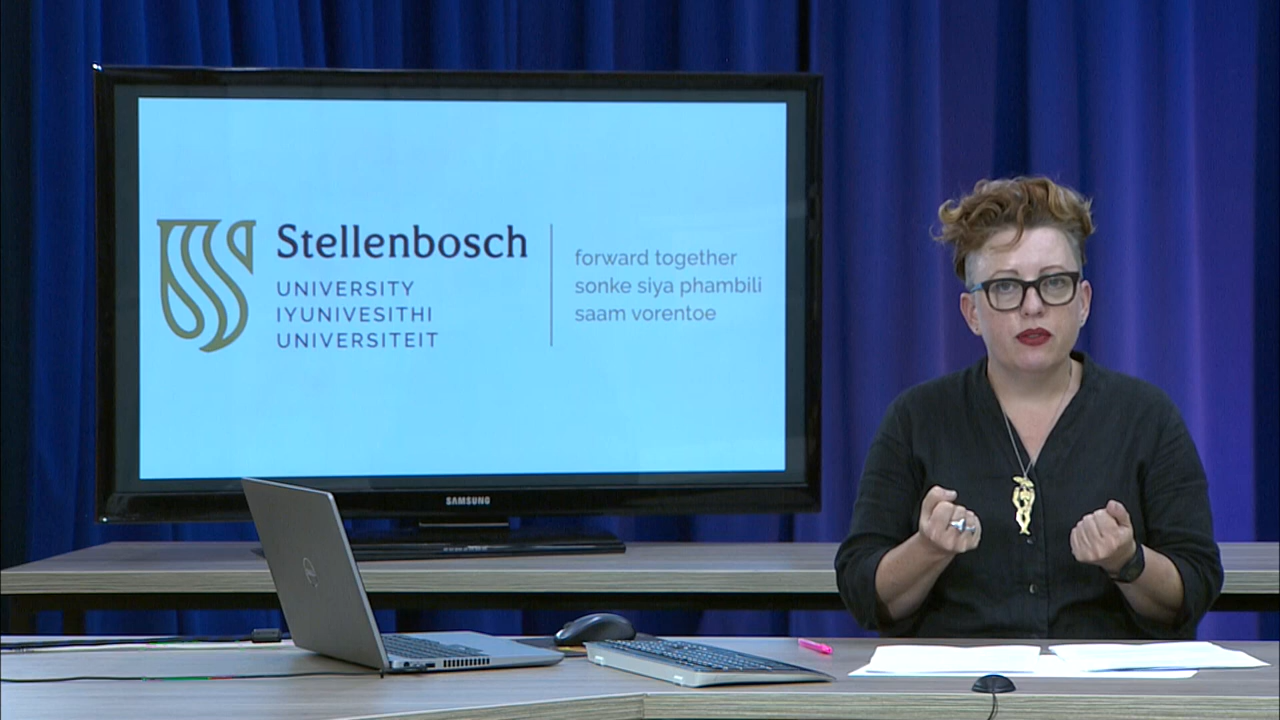 Stellenbosch
UNIVERSITY
IYUNIVESITHI
UNIVERSITEIT
forward together
sonke siya phambili
saam vorentoe
SAMSUNG